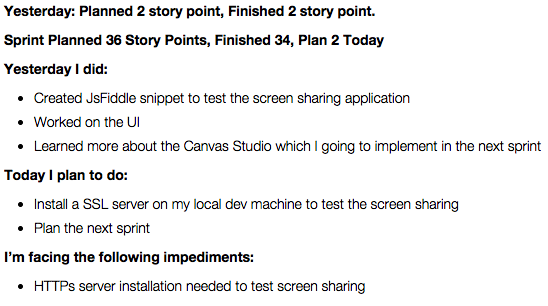 Yesterday: Planned 2 story point, Finished 2 story point.
Sprint Planned 36 Story Points, Finished 34, Plan 2 Today
Yesterday I did:
• Created JsFiddle snippet to test the screen sharing application
• Worked on the UI
• Learned more about the Canvas Studio which I going to implement in the next sprint
Today I plan to do:
• Install a SSL server on my local dev machine to test the screen sharing
• Plan the next sprint
I'm facing the following impediments:
• HTTPs server installation needed to test screen sharing